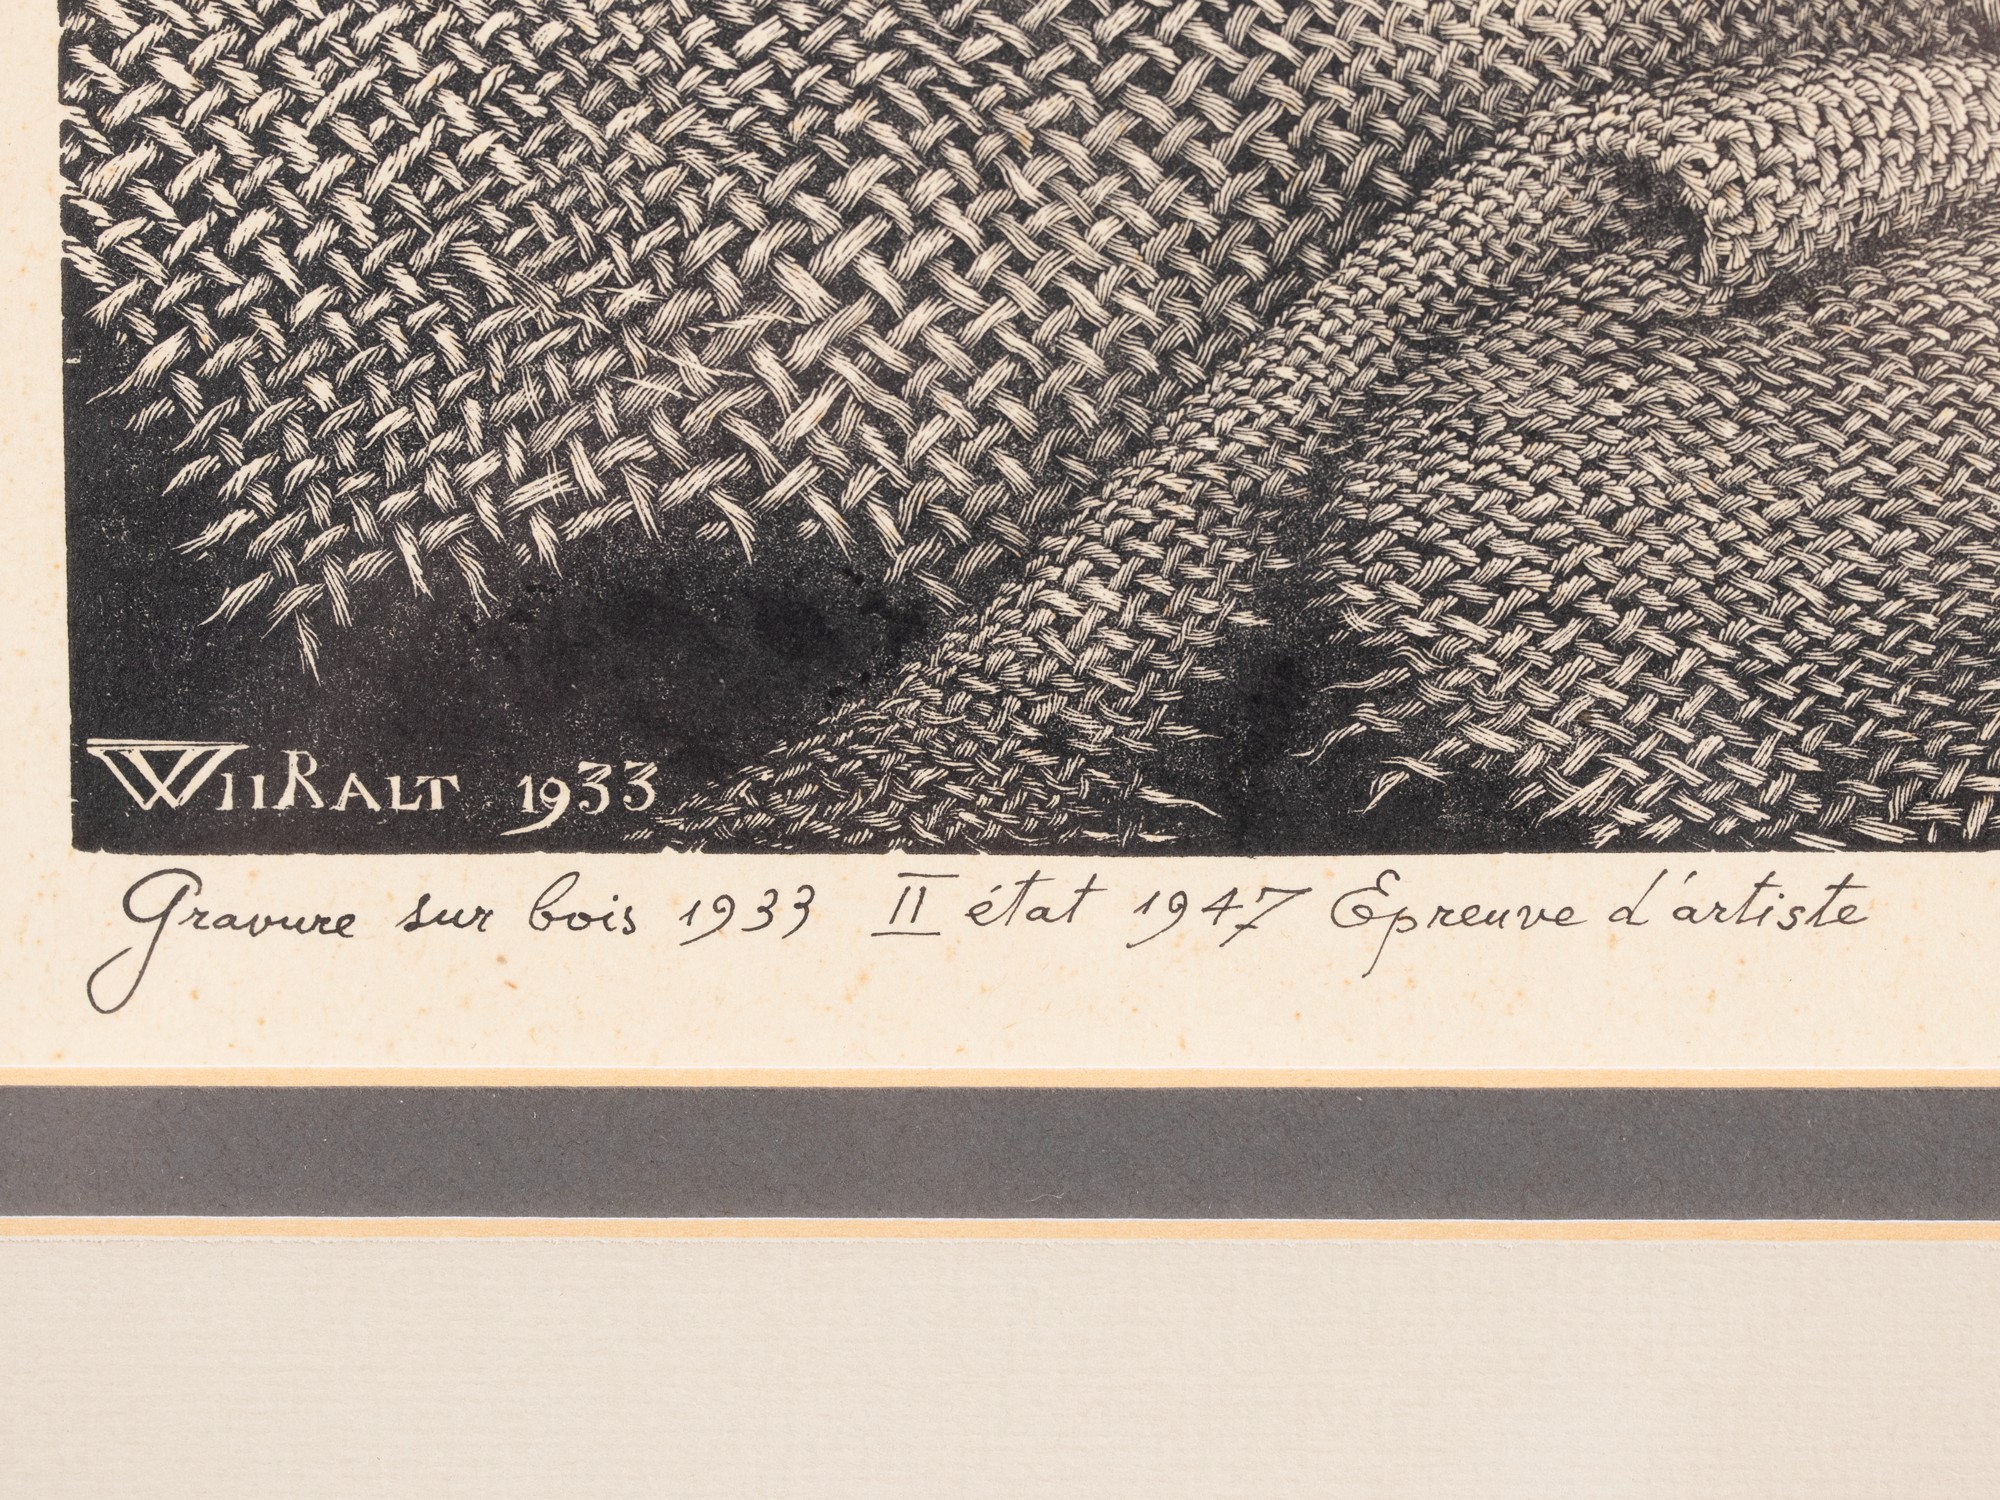 WIIRALT 1933
Gravure sur bois 1933 II état 1947 Epreuve d'artiste